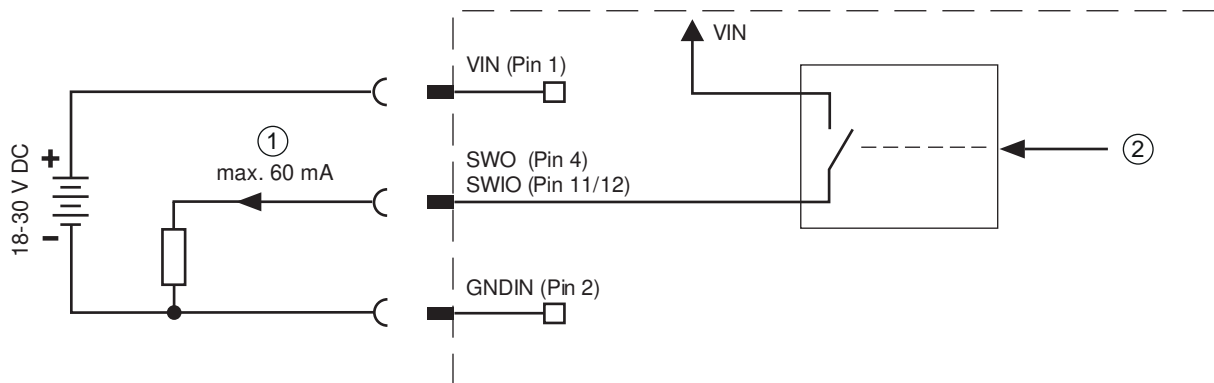 VIN
VIN (Pin 1)
①
max. 60 mA
SWO (Pin 4)
SWIO (Pin 11/12)
②
+
18-30 V DC
-
GNDIN (Pin 2)